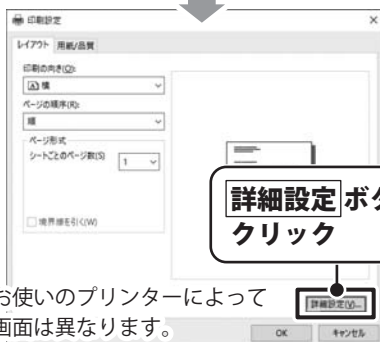 印刷設定
レイアウト 用紙/品質
印刷の向き(O):
A 横
ページの順序(R):
順
ページ形式
シートごとのページ数(S)
1
境界線を引く(W)
詳細設定 ボタ
クリック
お使いのプリンターによって
画面は異なります。
詳細設定(V)...
OK キャンセル